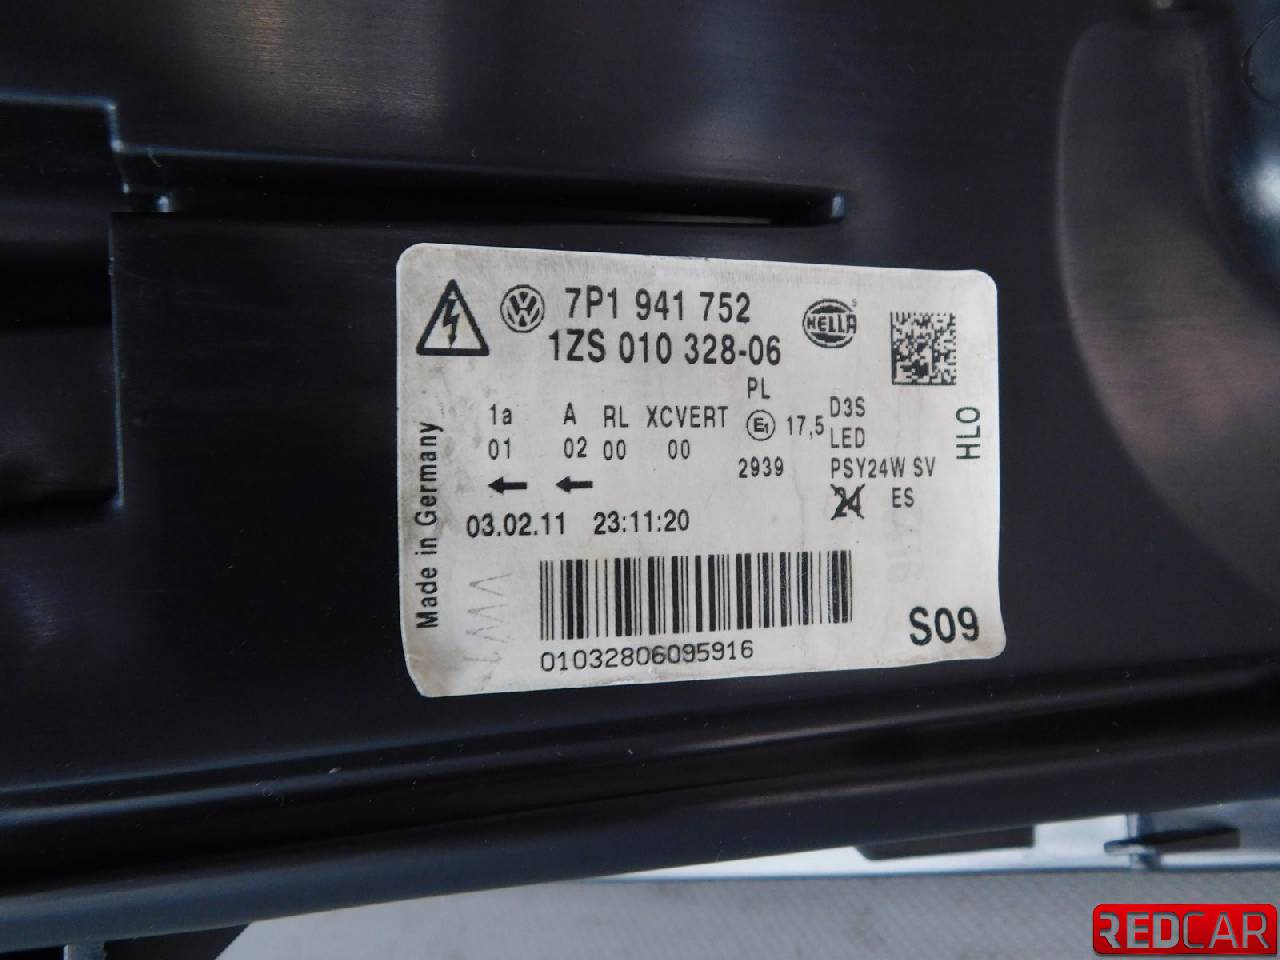 7P1 941 752
1ZS 010 328-06
HELLA
PL
1a A RL XCVERT E1 17,5 D3S
01 02 00 00 LED
2939 PSY24W SV
24 ES
03.02.11 23:11:20
HLO
Made in Germany
01032806095916
S09
REDCAR